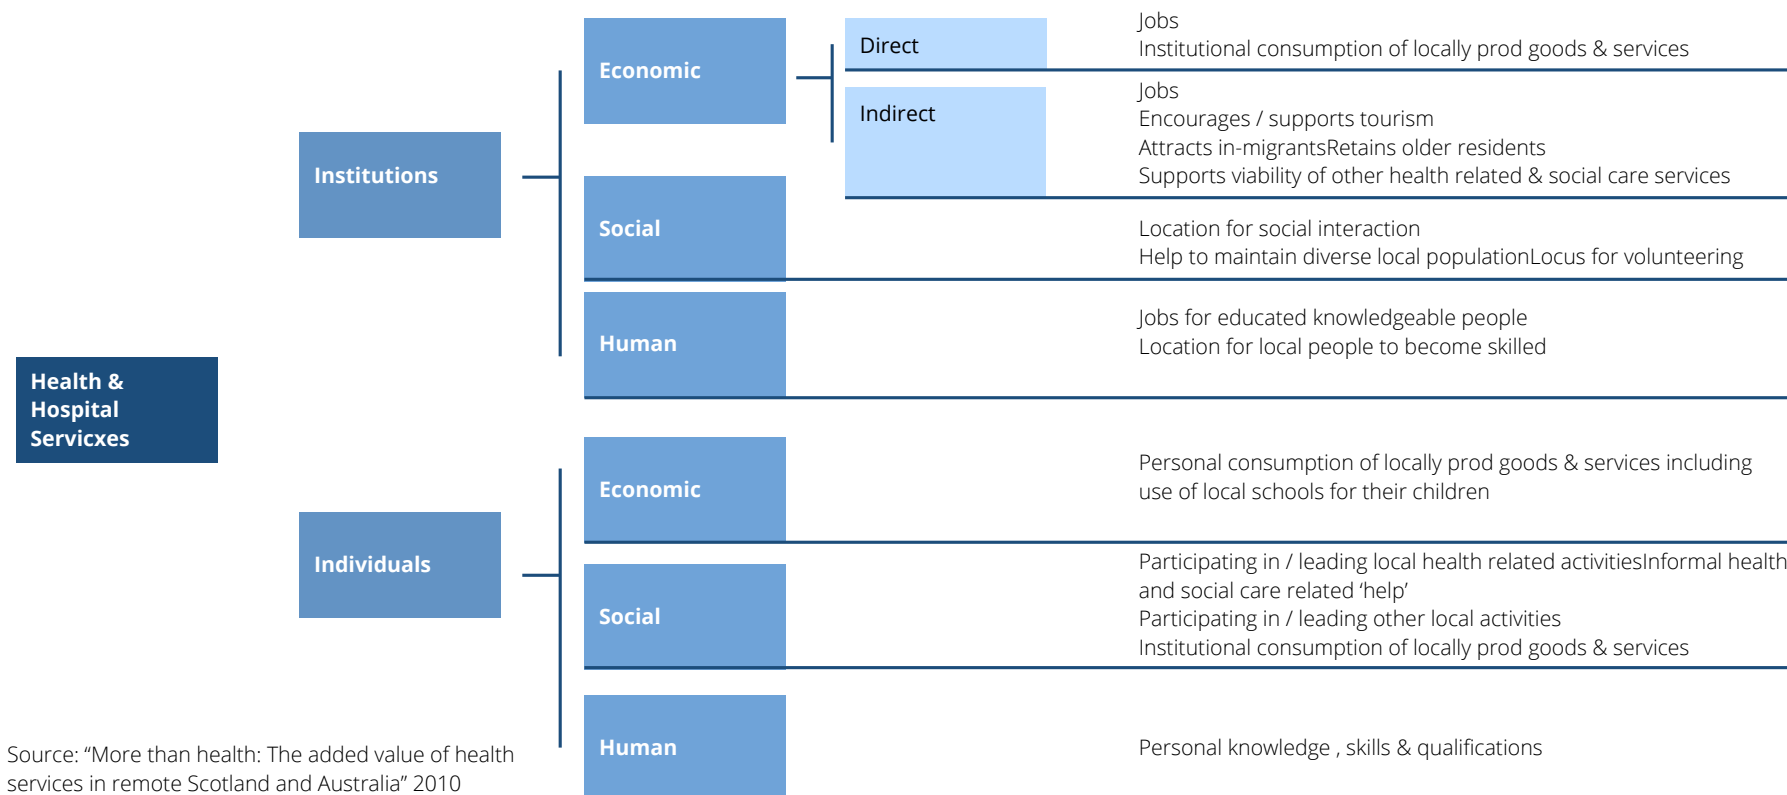 Health &
Hospital
Servicxes
Institutions
Economic
Direct
Jobs
Institutional consumption of locally prod goods & services
Indirect
Jobs
Encourages / supports tourism
Attracts in-migrantsRetains older residents
Supports viability of other health related & social care services
Social
Location for social interaction
Help to maintain diverse local populationLocus for volunteering
Human
Jobs for educated knowledgeable people
Location for local people to become skilled
Individuals
Economic
Personal consumption of locally prod goods & services including
use of local schools for their children
Social
Participating in / leading local health related activitiesInformal health
and social care related ‘help’
Participating in / leading other local activities
Institutional consumption of locally prod goods & services
Human
Personal knowledge , skills & qualifications
Source: “More than health: The added value of health
services in remote Scotland and Australia” 2010